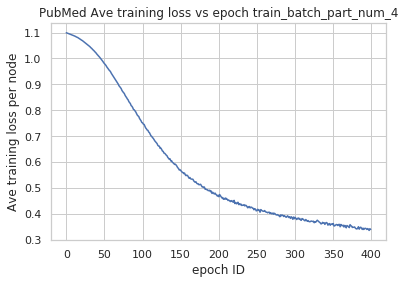 PubMed Ave training loss vs epoch train_batch_part_num_4
Ave training loss per node
1.1
1.0
0.9
0.8
0.7
0.6
0.5
0.4
0.3
0 50 100 150 200 250 300 350 400
epoch ID